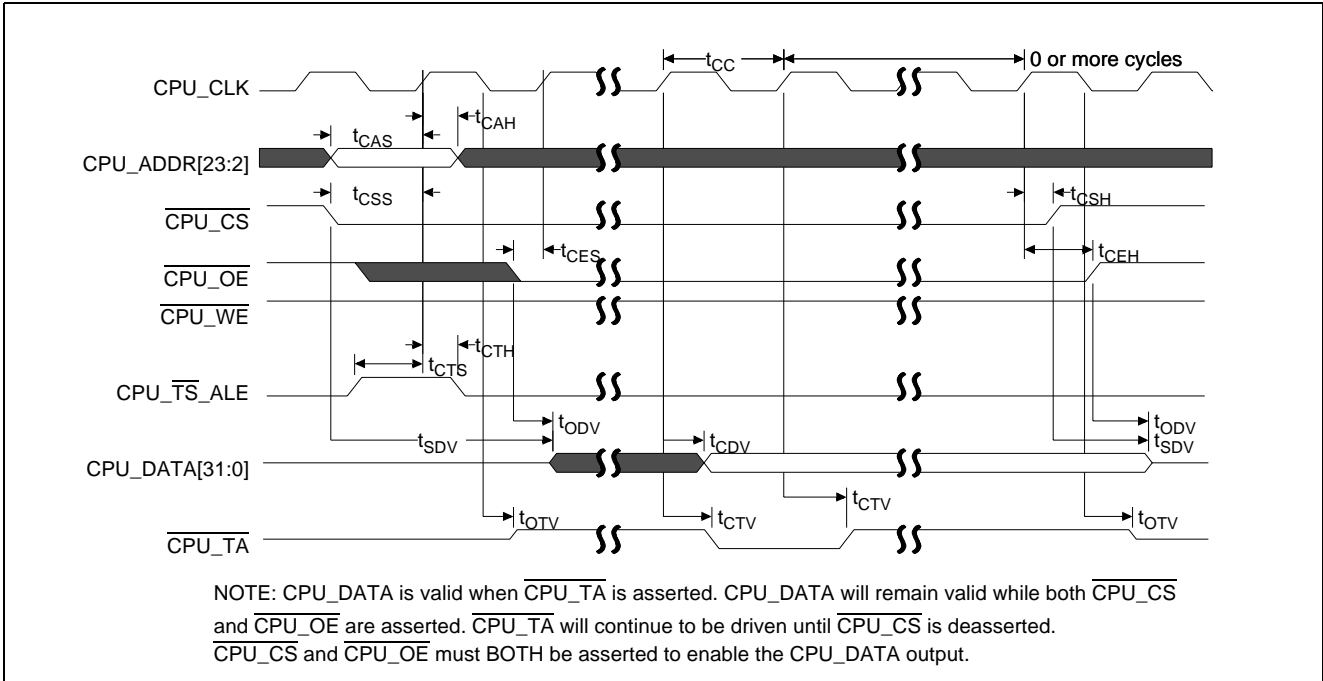 CPU_CLK
tCC
0 or more cycles
tCAH
tCAS
CPU_ADDR[23:2]
tCSS
tCSH
CPU_CS
tCES
tCEH
CPU_OE
CPU_WE
tCTH
tCTS
CPU_TS_ALE
tODV
tODV
tSDV
tCDV
tSDV
CPU_DATA[31:0]
tCTV
tOTV
tCTV
tOTV
CPU_TA
NOTE: CPU_DATA is valid when CPU_TA is asserted. CPU_DATA will remain valid while both CPU_CS
and CPU_OE are asserted. CPU_TA will continue to be driven until CPU_CS is deasserted.
CPU_CS and CPU_OE must BOTH be asserted to enable the CPU_DATA output.